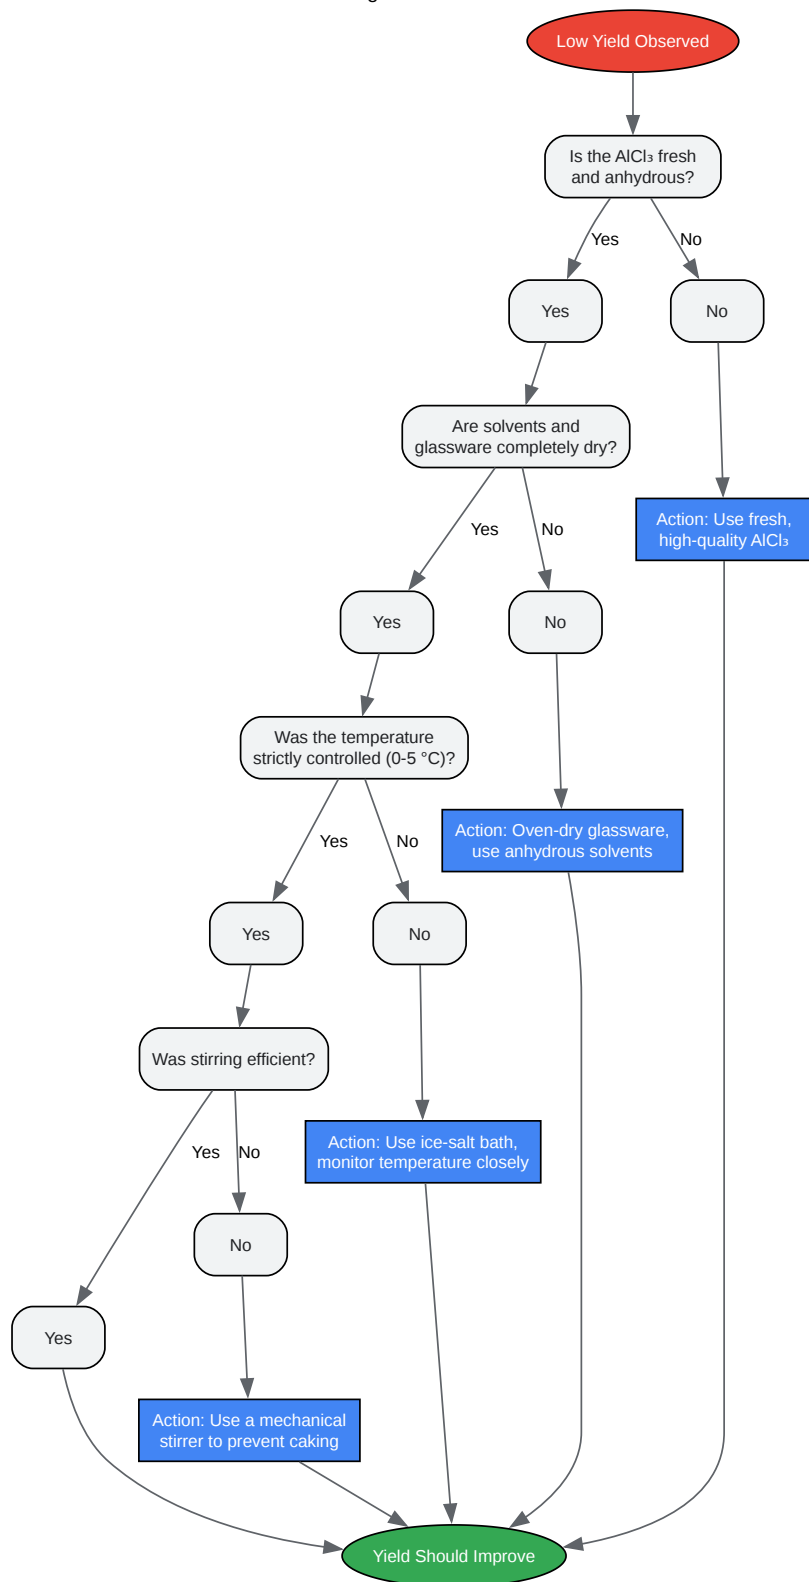 Low Yield Observed
Is the AlCl₃ fresh
and anhydrous?
Yes
No
Yes
No
Are solvents and
glassware completely dry?
Action: Use fresh,
high-quality AlCl₃
Yes
No
Yes
No
Was the temperature
strictly controlled (0-5 °C)?
Action: Oven-dry glassware,
use anhydrous solvents
Yes
No
Yes
No
Was stirring efficient?
Action: Use ice-salt bath,
monitor temperature closely
Yes
No
No
Yes
Action: Use a mechanical
stirrer to prevent caking
Yield Should Improve